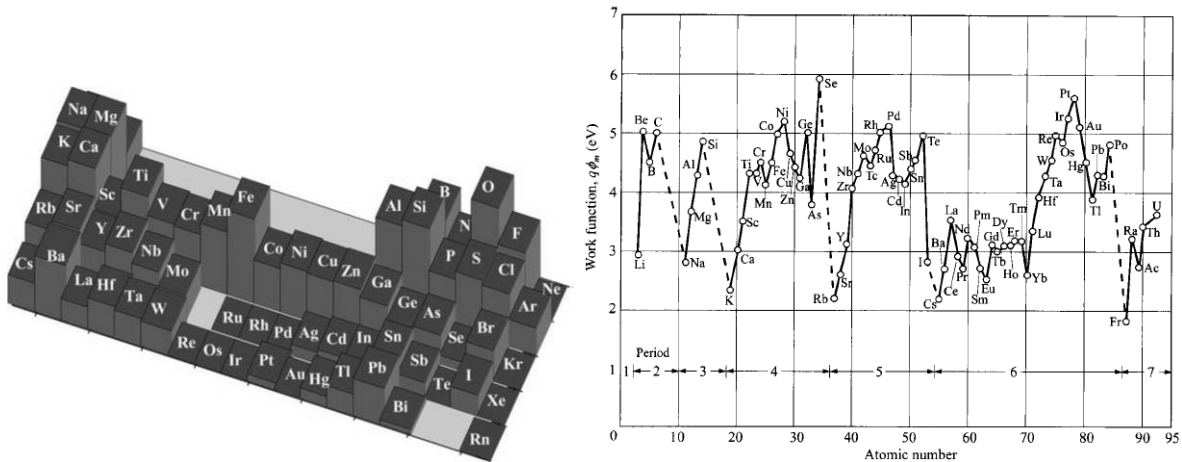 Na Mg
K Ca Sc Ti V Cr Mn Fe Co Ni Cu Zn Ga Ge As Se Br Kr
Al Si P S Cl Ar
B N O F Ne
Rb Sr Y Zr Nb Mo Ru Rh Pd Ag Cd In Sn Sb Te I Xe
Cs Ba La Hf Ta W Re Os Ir Pt Au Hg Tl Pb Bi Rn
Work function, qϕm (eV)
7
6
5
4
3
2
1
0
Li Be B C
Na Mg Al Si
K Ca Sc Ti V Cr Mn Fe Co Ni Cu Zn Ga Ge As Se
Rb Sr Y Zr Nb Mo Tc Ru Rh Pd Ag Cd In Sn Sb Te I
Cs Ba La Ce Pr Nd Pm Sm Eu Gd Tb Dy Ho Er Tm Yb Lu Hf Ta W Re Os Ir Pt Au Hg Tl Pb Bi Po
Fr Ra Ac Th U
Period
1 2 3 4 5 6 7
0 10 20 30 40 50 60 70 80 90 95
Atomic number